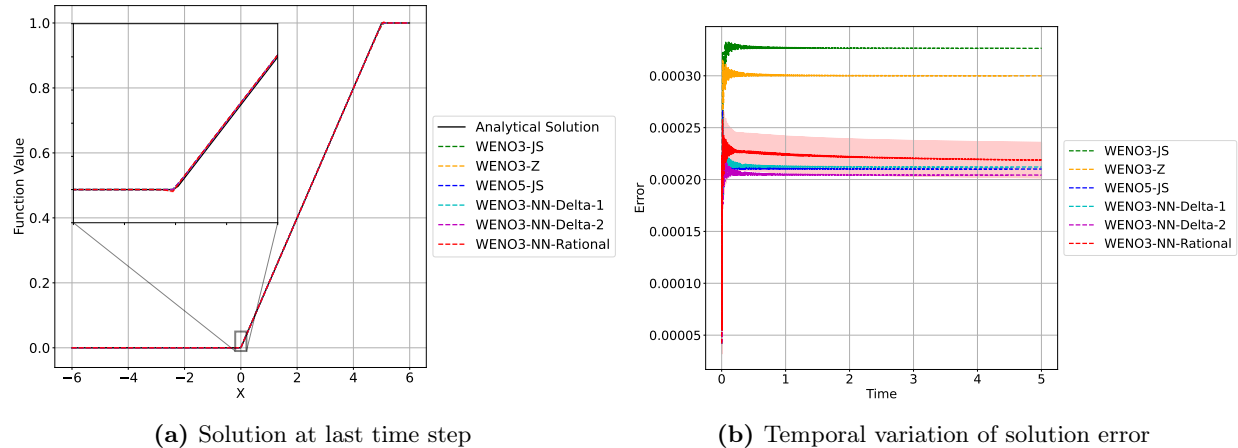 1.0
0.8
0.6
0.4
0.2
0.0
Function Value
−6 −4 −2 0 2 4 6
X
Analytical Solution
WENO3-JS
WENO3-Z
WENO5-JS
WENO3-NN-Delta-1
WENO3-NN-Delta-2
WENO3-NN-Rational
(a) Solution at last time step
0.00030
0.00025
0.00020
0.00015
0.00010
0.00005
Error
0 1 2 3 4 5
Time
WENO3-JS
WENO3-Z
WENO5-JS
WENO3-NN-Delta-1
WENO3-NN-Delta-2
WENO3-NN-Rational
(b) Temporal variation of solution error